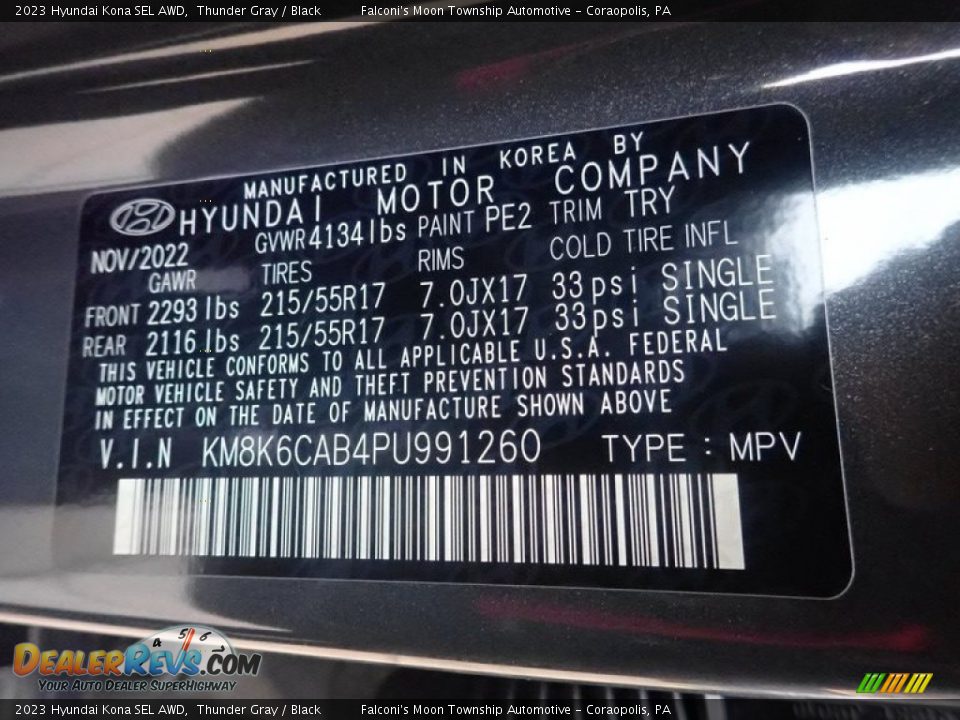 2023 Hyundai Kona SEL AWD, Thunder Gray / Black Falconi's Moon Township Automotive - Coraopolis, PA
MANUFACTURED IN KOREA BY
HYUNDAI MOTOR COMPANY
NOV/2022 GVWR 4134 lbs PAINT PE2 TRIM TRY
GAWR TIRES RIMS COLD TIRE INFL
FRONT 2293 lbs 215/55R17 7.0JX17 33 psi SINGLE
REAR 2116 lbs 215/55R17 7.0JX17 33 psi SINGLE
THIS VEHICLE CONFORMS TO ALL APPLICABLE U.S.A. FEDERAL
MOTOR VEHICLE SAFETY AND THEFT PREVENTION STANDARDS
IN EFFECT ON THE DATE OF MANUFACTURE SHOWN ABOVE
V.I.N KM8K6CAB4PU991260 TYPE : MPV
4 5 6 7
DEALERREVS.COM
YOUR AUTO DEALER SUPERHIGHWAY
2023 Hyundai Kona SEL AWD, Thunder Gray / Black Falconi's Moon Township Automotive - Coraopolis, PA